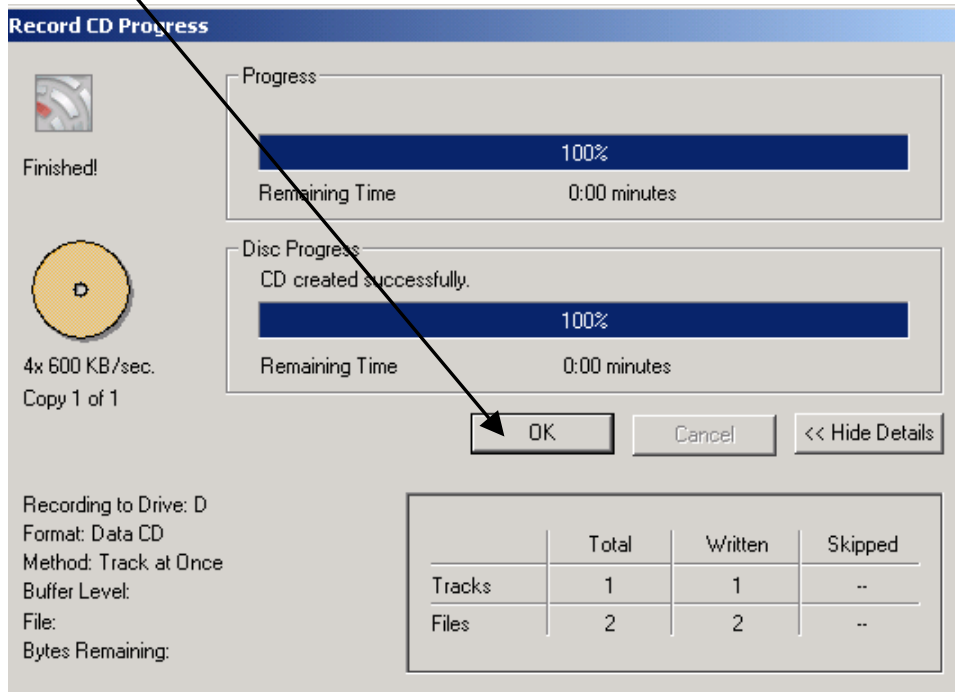 Record CD Progress
Finished!
Progress
100%
Remaining Time 0:00 minutes
Disc Progress
CD created successfully.
100%
Remaining Time 0:00 minutes
4x 600 KB/sec.
Copy 1 of 1
OK Cancel << Hide Details
Recording to Drive: D
Format: Data CD
Method: Track at Once
Buffer Level:
File:
Bytes Remaining:
Total Written Skipped
Tracks 1 1 --
Files 2 2 --